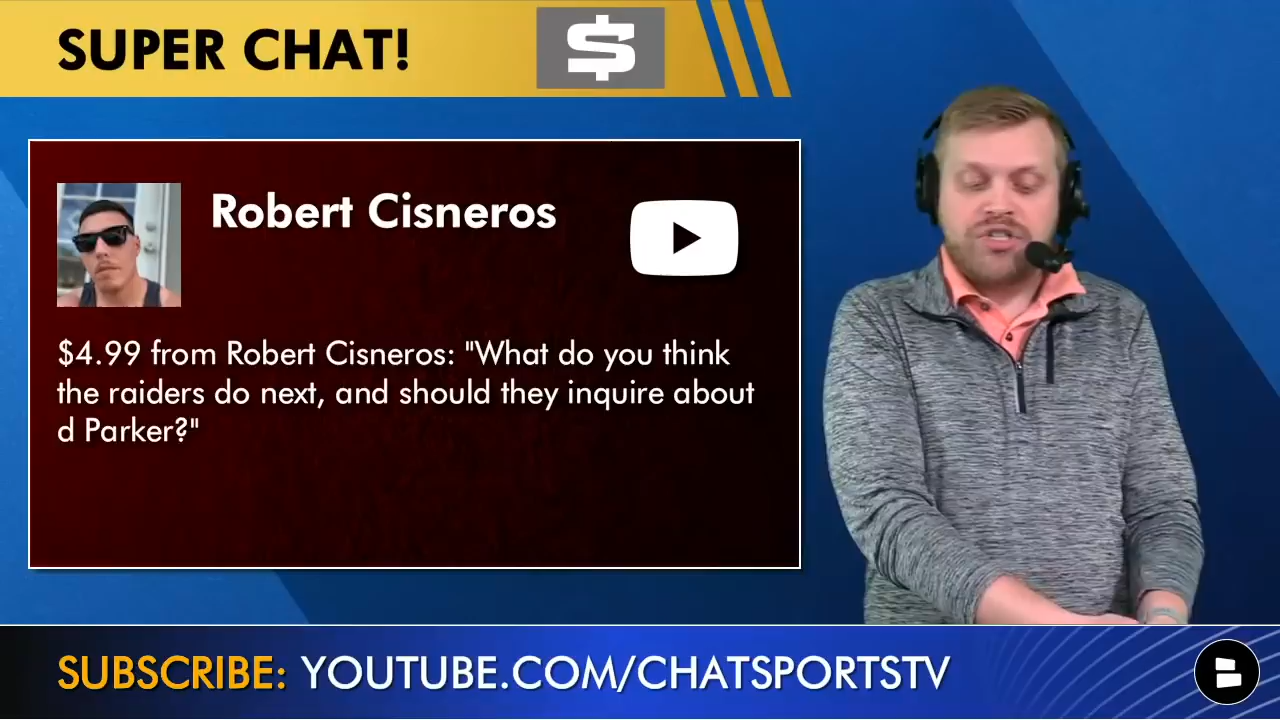 SUPER CHAT!
Robert Cisneros
$4.99 from Robert Cisneros: "What do you think
the raiders do next, and should they inquire about
d Parker?"
SUBSCRIBE: YOUTUBE.COM/CHATSPORTSTV